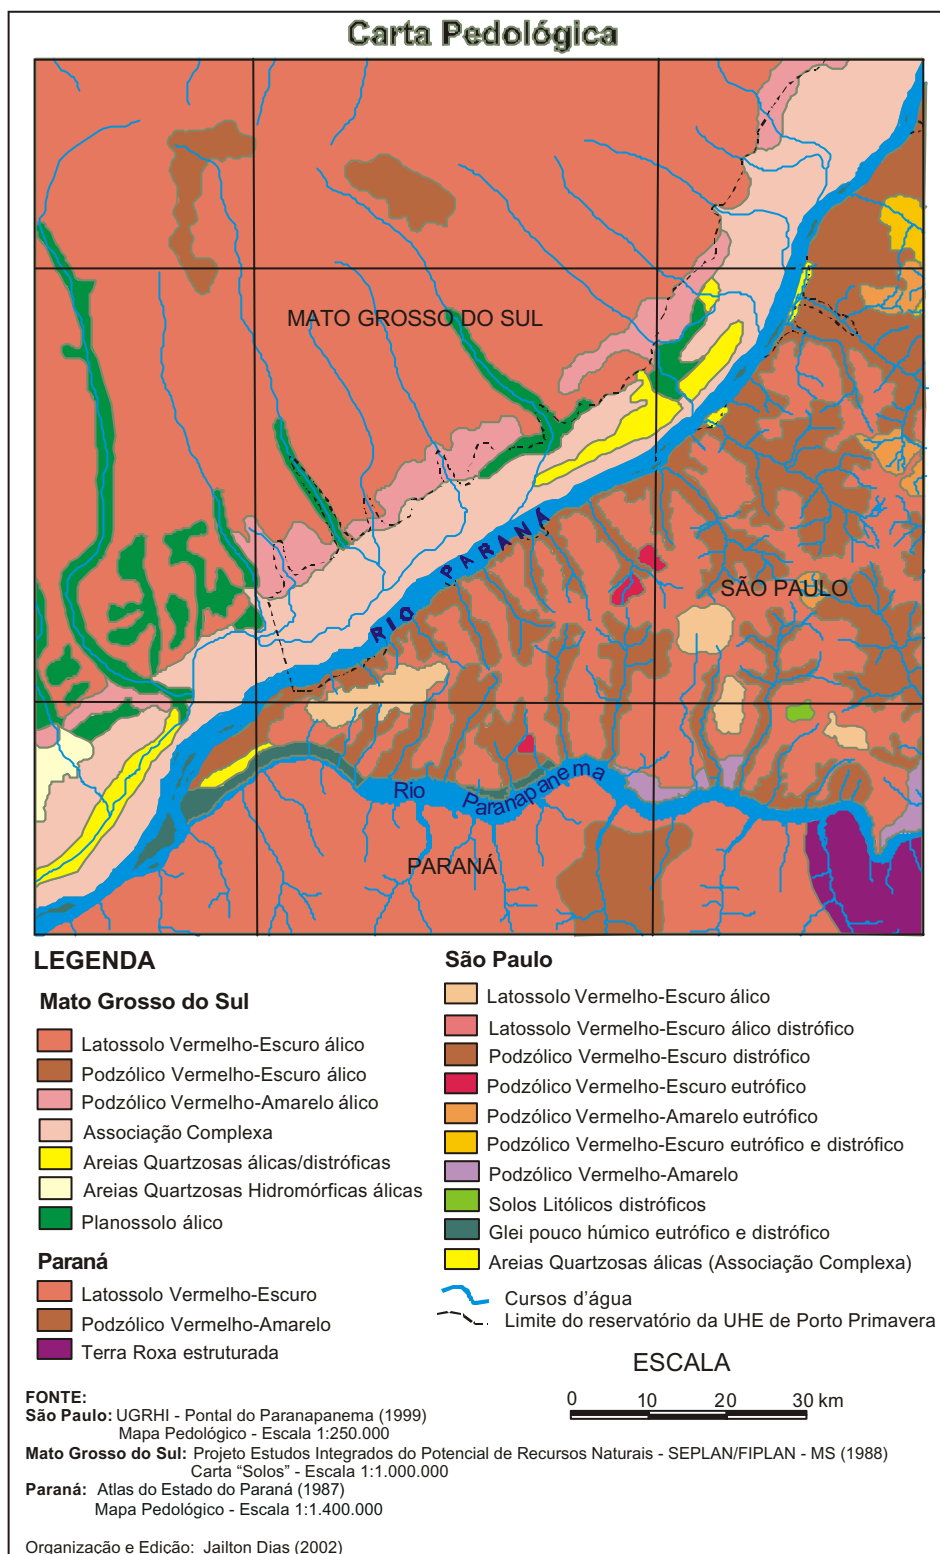 Carta Pedológica
MATO GROSSO DO SUL
RIO PARANÁ
SÃO PAULO
Rio Paranapanema
PARANÁ
LEGENDA
Mato Grosso do Sul
Latossolo Vermelho-Escuro álico
Podzólico Vermelho-Escuro álico
Podzólico Vermelho-Amarelo álico
Associação Complexa
Areias Quartzosas álicas/distróficas
Areias Quartzosas Hidromórficas álicas
Planossolo álico
Paraná
Latossolo Vermelho-Escuro
Podzólico Vermelho-Amarelo
Terra Roxa estruturada
São Paulo
Latossolo Vermelho-Escuro álico
Latossolo Vermelho-Escuro álico distrófico
Podzólico Vermelho-Escuro distrófico
Podzólico Vermelho-Escuro eutrófico
Podzólico Vermelho-Amarelo eutrófico
Podzólico Vermelho-Escuro eutrófico e distrófico
Podzólico Vermelho-Amarelo
Solos Litólicos distróficos
Glei pouco húmico eutrófico e distrófico
Areias Quartzosas álicas (Associação Complexa)
Cursos d'água
Limite do reservatório da UHE de Porto Primavera
ESCALA
0 10 20 30 km
FONTE:
São Paulo: UGRHI - Pontal do Paranapanema (1999)
Mapa Pedológico - Escala 1:250.000
Mato Grosso do Sul: Projeto Estudos Integrados do Potencial de Recursos Naturais - SEPLAN/FIPLAN - MS (1988)
Carta "Solos" - Escala 1:1.000.000
Paraná: Atlas do Estado do Paraná (1987)
Mapa Pedológico - Escala 1:1.400.000
Organização e Edição: Jailton Dias (2002)